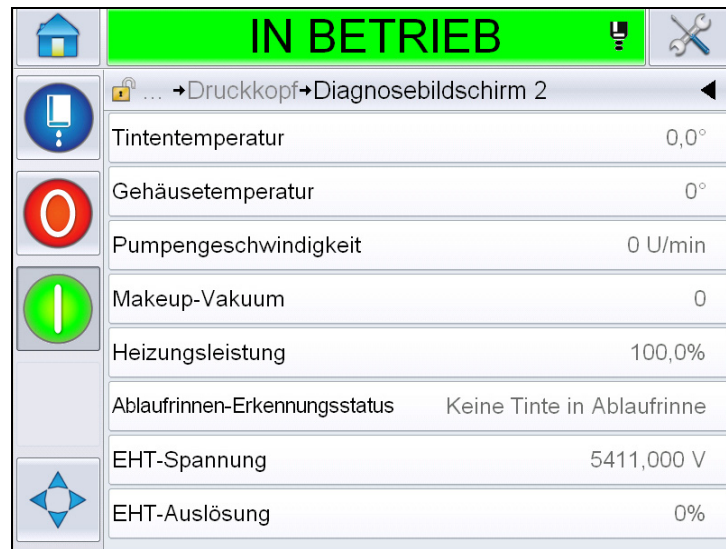 IN BETRIEB
... →Druckkopf→Diagnosebildschirm 2
Tintentemperatur 0,0°
Gehäusetemperatur 0°
Pumpengeschwindigkeit 0 U/min
Makeup-Vakuum 0
Heizungsleistung 100,0%
Ablaufrinnen-Erkennungsstatus Keine Tinte in Ablaufrinne
EHT-Spannung 5411,000 V
EHT-Auslösung 0%